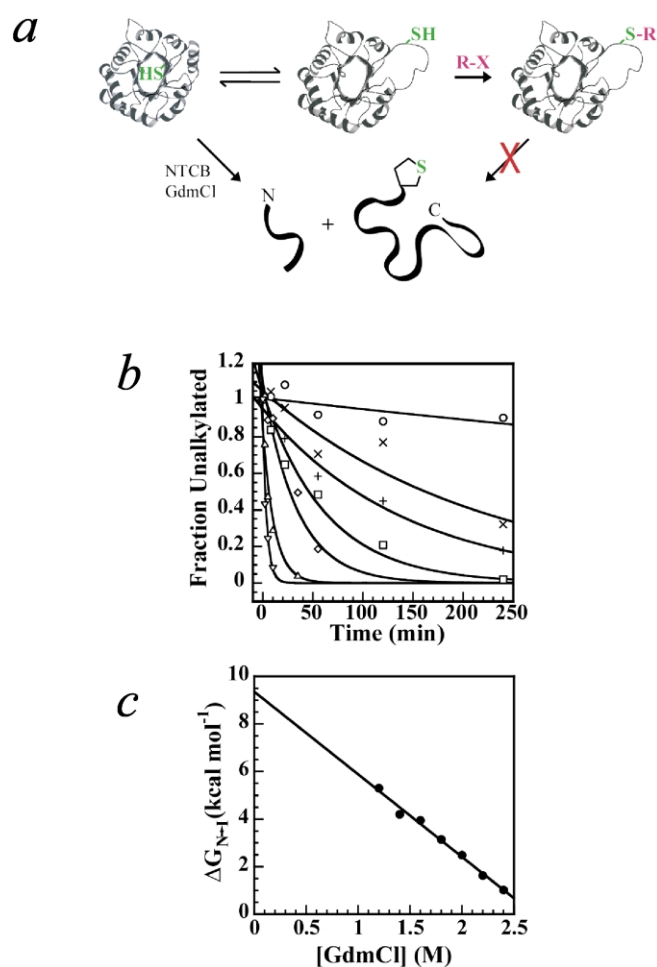 a
HS
SH
R-X
S-R
NTCB
GdmCl
N
+
S
C
X
b
Fraction Unalkylated
1.2
1
0.8
0.6
0.4
0.2
0
0 50 100 150 200 250
Time (min)
c
ΔG N⇌I (kcal mol-1)
10
8
6
4
2
0
0 0.5 1 1.5 2 2.5
[GdmCl] (M)